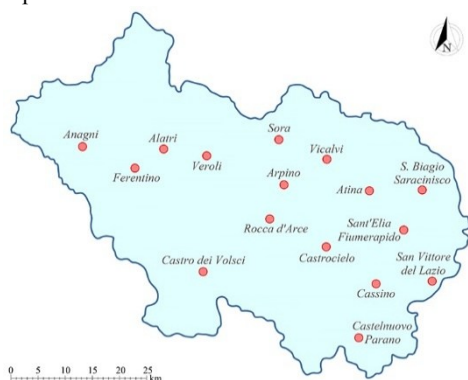 N
Sora
Anagni
Alatri
Veroli
Vicalvi
Ferentino
Arpino
S. Biagio
Saracinisco
Atina
Rocca d'Arce
Sant'Elia
Fiumerapido
Castrocielo
Castro dei Volsci
San Vittore
del Lazio
Cassino
Castelnuovo
Parano
0 5 10 15 20 25
km